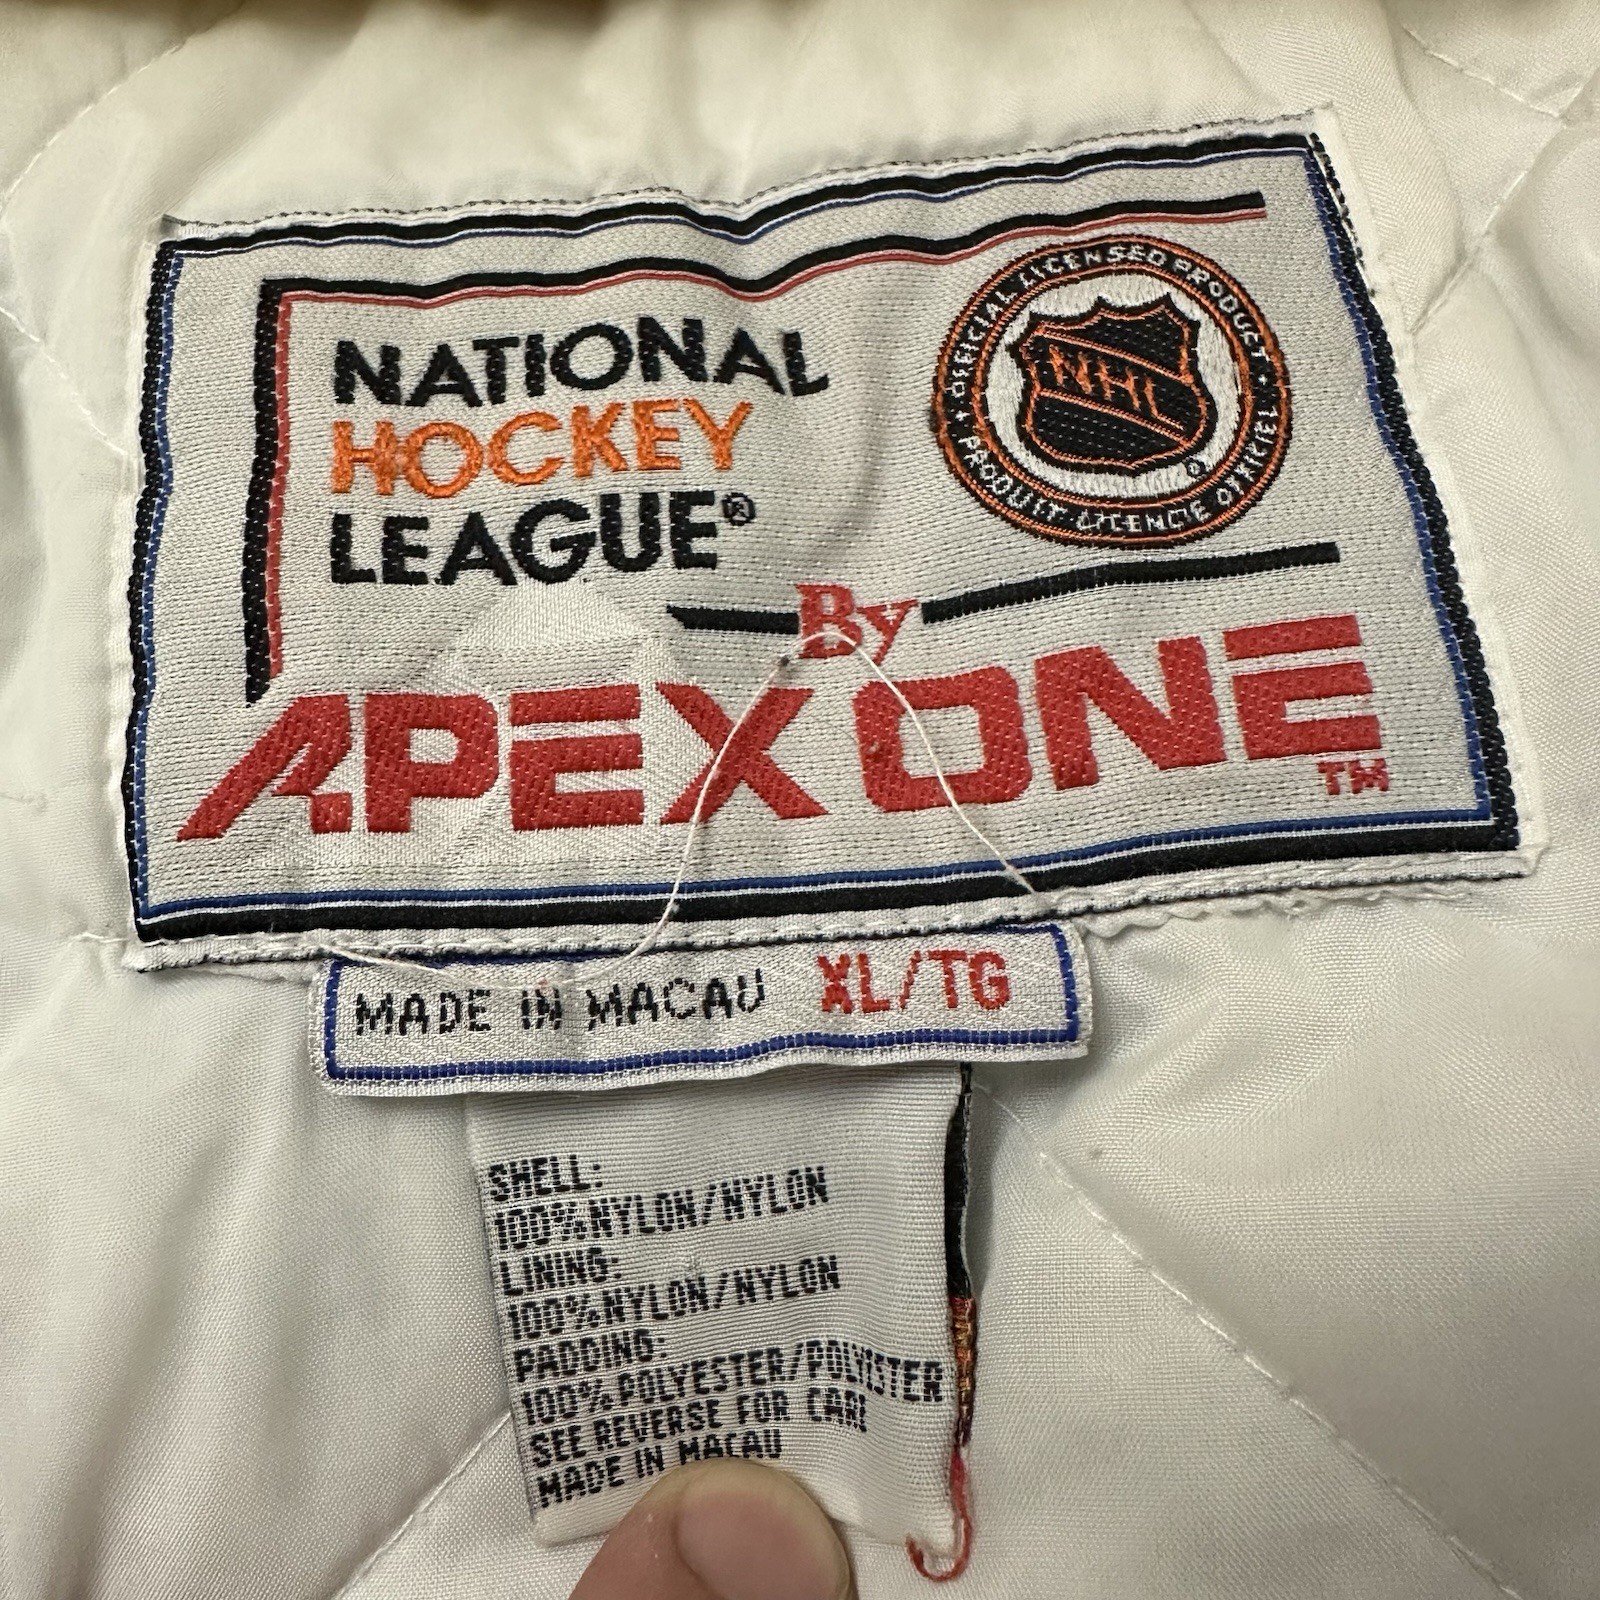 NATIONAL
HOCKEY
LEAGUE®
OFFICIAL LICENSED PRODUCT
NHL
®
PRODUIT LICENCIE OFFICIEL
By
APEX ONE
TM
MADE IN MACAU XL/TG
SHELL:
100%NYLON/NYLON
LINING:
100%NYLON/NYLON
PADDING:
100%POLYESTER/POLYESTER
SEE REVERSE FOR CARE
MADE IN MACAU